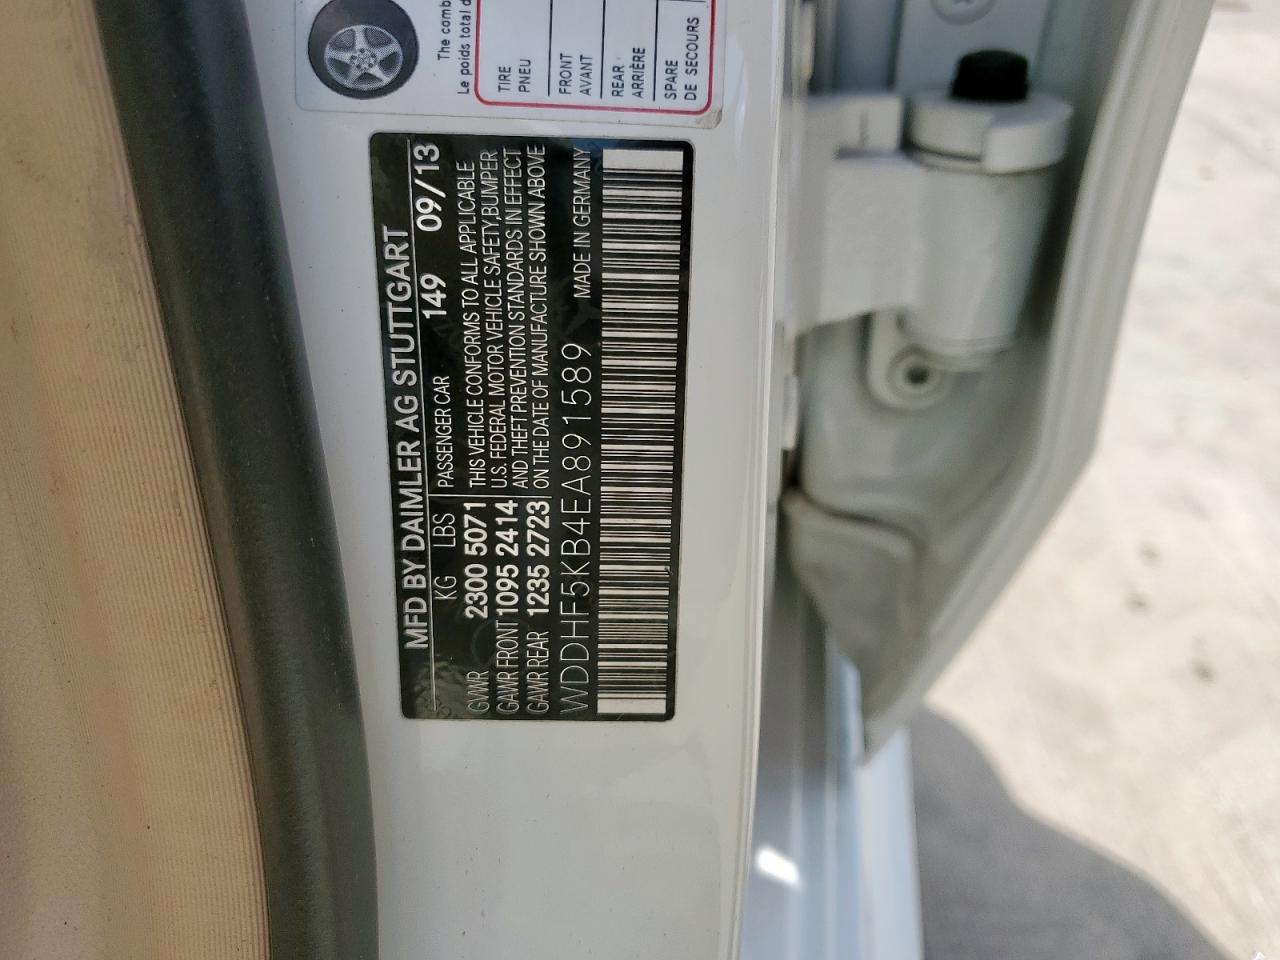 The comb
Le poids total d
TIRE
PNEU
FRONT
AVANT
REAR
ARRIÈRE
SPARE
DE SECOURS
MFD BY DAIMLER AG STUTTGART
KG LBS PASSENGER CAR 149 09/13
GVWR 2300 5071 THIS VEHICLE CONFORMS TO ALL APPLICABLE
GAWR FRONT 1095 2414 U.S. FEDERAL MOTOR VEHICLE SAFETY,BUMPER
AND THEFT PREVENTION STANDARDS IN EFFECT
GAWR REAR 1235 2723 ON THE DATE OF MANUFACTURE SHOWN ABOVE
WDDHF5KB4EA891589 MADE IN GERMANY